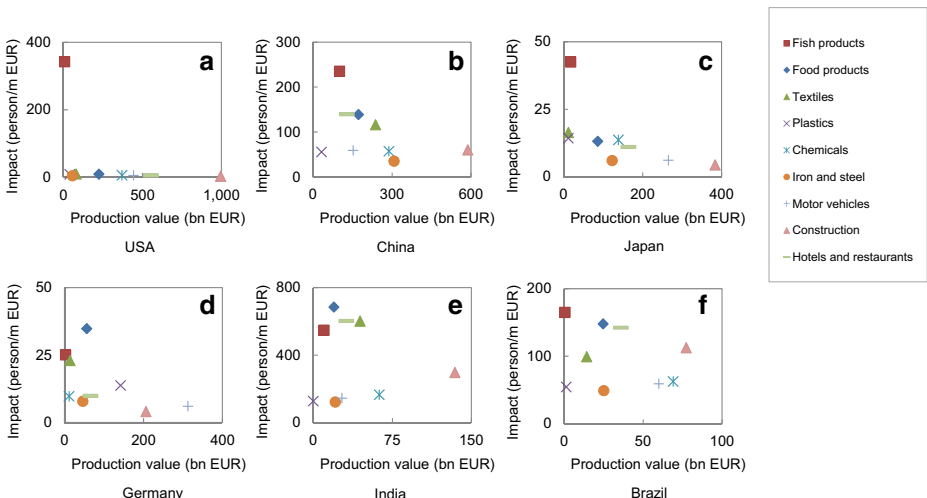 400
200
0
0
500
1,000
Impact (person/m EUR)
Production value (bn EUR)
a
USA
300
200
100
0
0
300
600
Impact (person/m EUR)
Production value (bn EUR)
b
China
50
25
0
0
200
400
Impact (person/m EUR)
Production value (bn EUR)
c
Japan
Fish products
Food products
Textiles
Plastics
Chemicals
Iron and steel
Motor vehicles
Construction
Hotels and restaurants
50
25
0
0
200
400
Impact (person/m EUR)
Production value (bn EUR)
d
Germany
800
400
0
0
75
150
Impact (person/m EUR)
Production value (bn EUR)
e
India
200
100
0
0
50
100
Impact (person/m EUR)
Production value (bn EUR)
f
Brazil